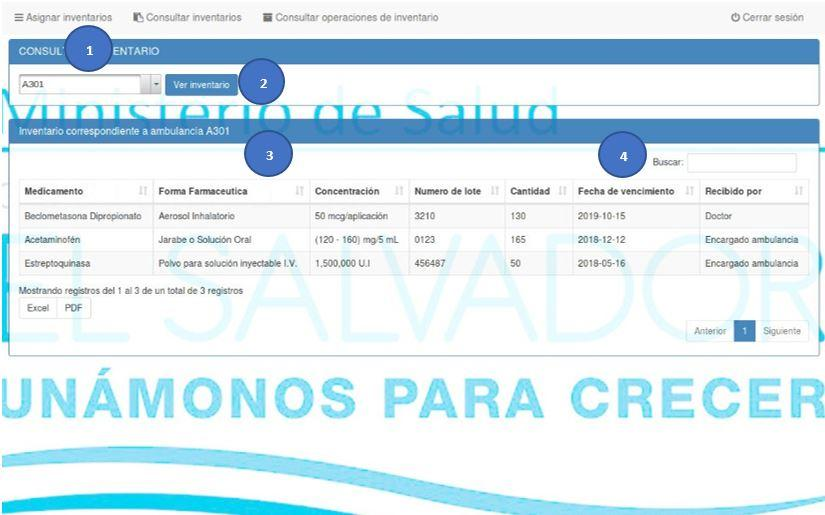 Asignar inventarios Consultar inventarios Consultar operaciones de inventario Cerrar sesión
CONSUL 1 ENTARIO
A301 Ver inventario 2
Ministerio de Salud
Inventario correspondiente a ambulancia A301 3 4
Buscar:
Medicamento Forma Farmaceutica Concentración Numero de lote Cantidad Fecha de vencimiento Recibido por
Beclometasona Dipropionato Aerosol Inhalatorio 50 mcg/aplicación 3210 130 2019-10-15 Doctor
Acetaminofén Jarabe o Solución Oral (120 - 160) mg/5 mL 0123 165 2018-12-12 Encargado ambulancia
Estreptoquinasa Polvo para solución inyectable I.V. 1,500,000 U.I 456487 50 2018-05-16 Encargado ambulancia
EL SALVADOR
Mostrando registros del 1 al 3 de un total de 3 registros
Excel PDF
Anterior 1 Siguiente
UNÁMONOS PARA CRECER